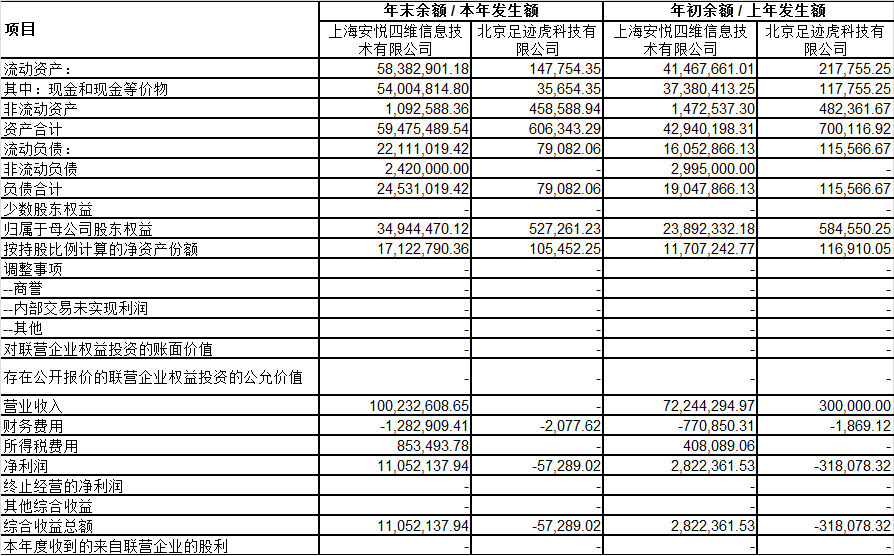 项目 年末余额 / 本年发生额 年初余额 / 上年发生额
上海安悦四维信息技术有限公司 北京足迹虎科技有限公司 上海安悦四维信息技术有限公司 北京足迹虎科技有限公司
流动资产： 58,382,901.18 147,754.35 41,467,661.01 217,755.25
其中：现金和现金等价物 54,004,814.80 35,654.35 37,380,413.25 117,755.25
非流动资产 1,092,588.36 458,588.94 1,472,537.30 482,361.67
资产合计 59,475,489.54 606,343.29 42,940,198.31 700,116.92
流动负债： 22,111,019.42 79,082.06 16,052,866.13 115,566.67
非流动负债 2,420,000.00 - 2,995,000.00 -
负债合计 24,531,019.42 79,082.06 19,047,866.13 115,566.67
少数股东权益 - - - -
归属于母公司股东权益 34,944,470.12 527,261.23 23,892,332.18 584,550.25
按持股比例计算的净资产份额 17,122,790.36 105,452.25 11,707,242.77 116,910.05
调整事项 - - - -
--商誉 - - - -
--内部交易未实现利润 - - - -
--其他 - - - -
对联营企业权益投资的账面价值 - - - -
存在公开报价的联营企业权益投资的公允价值 - - - -
营业收入 100,232,608.65 - 72,244,294.97 300,000.00
财务费用 -1,282,909.41 -2,077.62 -770,850.31 -1,869.12
所得税费用 853,493.78 - 408,089.06 -
净利润 11,052,137.94 -57,289.02 2,822,361.53 -318,078.32
终止经营的净利润 - - - -
其他综合收益 - - - -
综合收益总额 11,052,137.94 -57,289.02 2,822,361.53 -318,078.32
本年度收到的来自联营企业的股利 - - - -